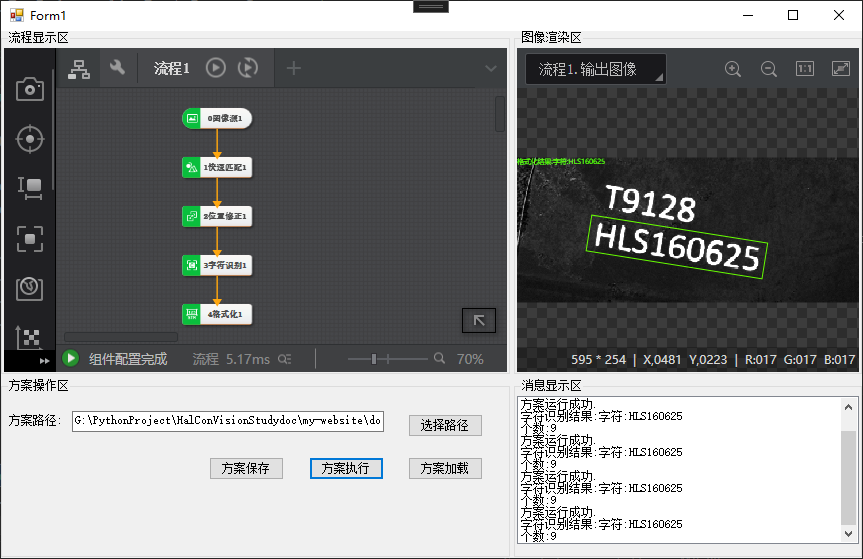 Form1
流程显示区
流程1
0图像源1
1快速匹配1
2位置修正1
3字符识别1
4格式化1
组件配置完成
流程 5.17ms
70%
图像渲染区
流程1.输出图像
1:1
格式化结果:字符:HLS160625
T9128
HLS160625
595 * 254 | X,0481 Y,0223 | R:017 G:017 B:017
方案操作区
方案路径:
G:\PythonProject\HalConVisionStudydoc\my-website\do
选择路径
方案保存
方案执行
方案加载
消息显示区
方案运行成功.
字符识别结果:字符:HLS160625
个数:9
方案运行成功.
字符识别结果:字符:HLS160625
个数:9
方案运行成功.
字符识别结果:字符:HLS160625
个数:9
方案运行成功.
字符识别结果:字符:HLS160625
个数:9